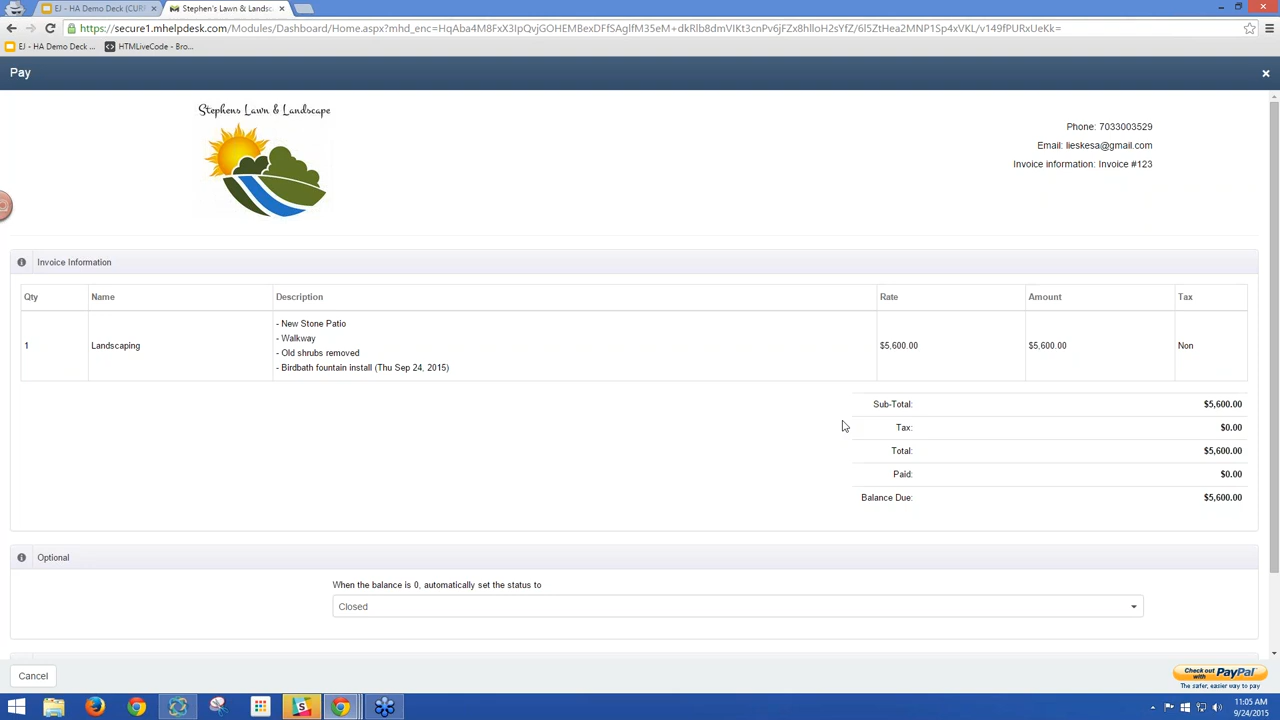 EJ - HA Demo Deck (CUR
Stephen's Lawn & Landsc
https://secure1.mhelpdesk.com/Modules/Dashboard/Home.aspx?mhd_enc=
EJ - HA Demo Deck ...
HTMLiveCode - Bro...
Pay
Stephens Lawn & Landscape
Phone: 7033003529
Email: lieskesa@gmail.com
Invoice information: Invoice #123
Invoice Information
Qty Name Description Rate Amount Tax
- New Stone Patio
- Walkway
1 Landscaping $5,600.00 $5,600.00 Non
- Old shrubs removed
- Birdbath fountain install (Thu Sep 24, 2015)
Sub-Total: $5,600.00
Tax: $0.00
Total: $5,600.00
Paid: $0.00
Balance Due: $5,600.00
Optional
When the balance is 0, automatically set the status to
Closed
Cancel
Check out with PayPal
The safer, easier way to pay
11:05 AM
9/24/2015